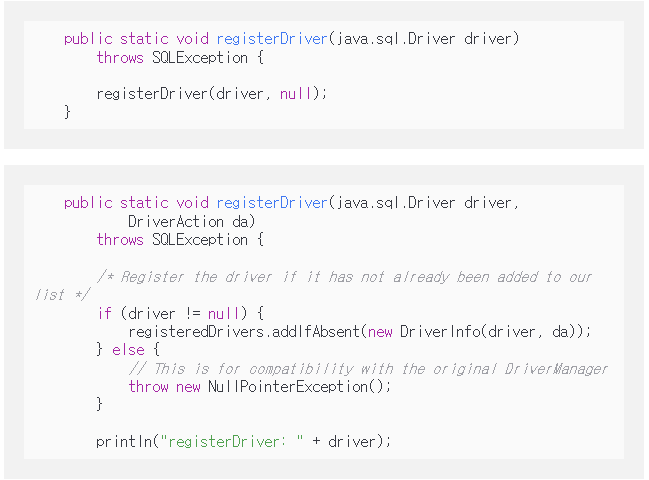 public static void registerDriver(java.sql.Driver driver)
throws SQLException {
registerDriver(driver, null);
}
public static void registerDriver(java.sql.Driver driver,
DriverAction da)
throws SQLException {
/* Register the driver if it has not already been added to our
list */
if (driver != null) {
registeredDrivers.addIfAbsent(new DriverInfo(driver, da));
} else {
// This is for compatibility with the original DriverManager
throw new NullPointerException();
}
println("registerDriver: " + driver);